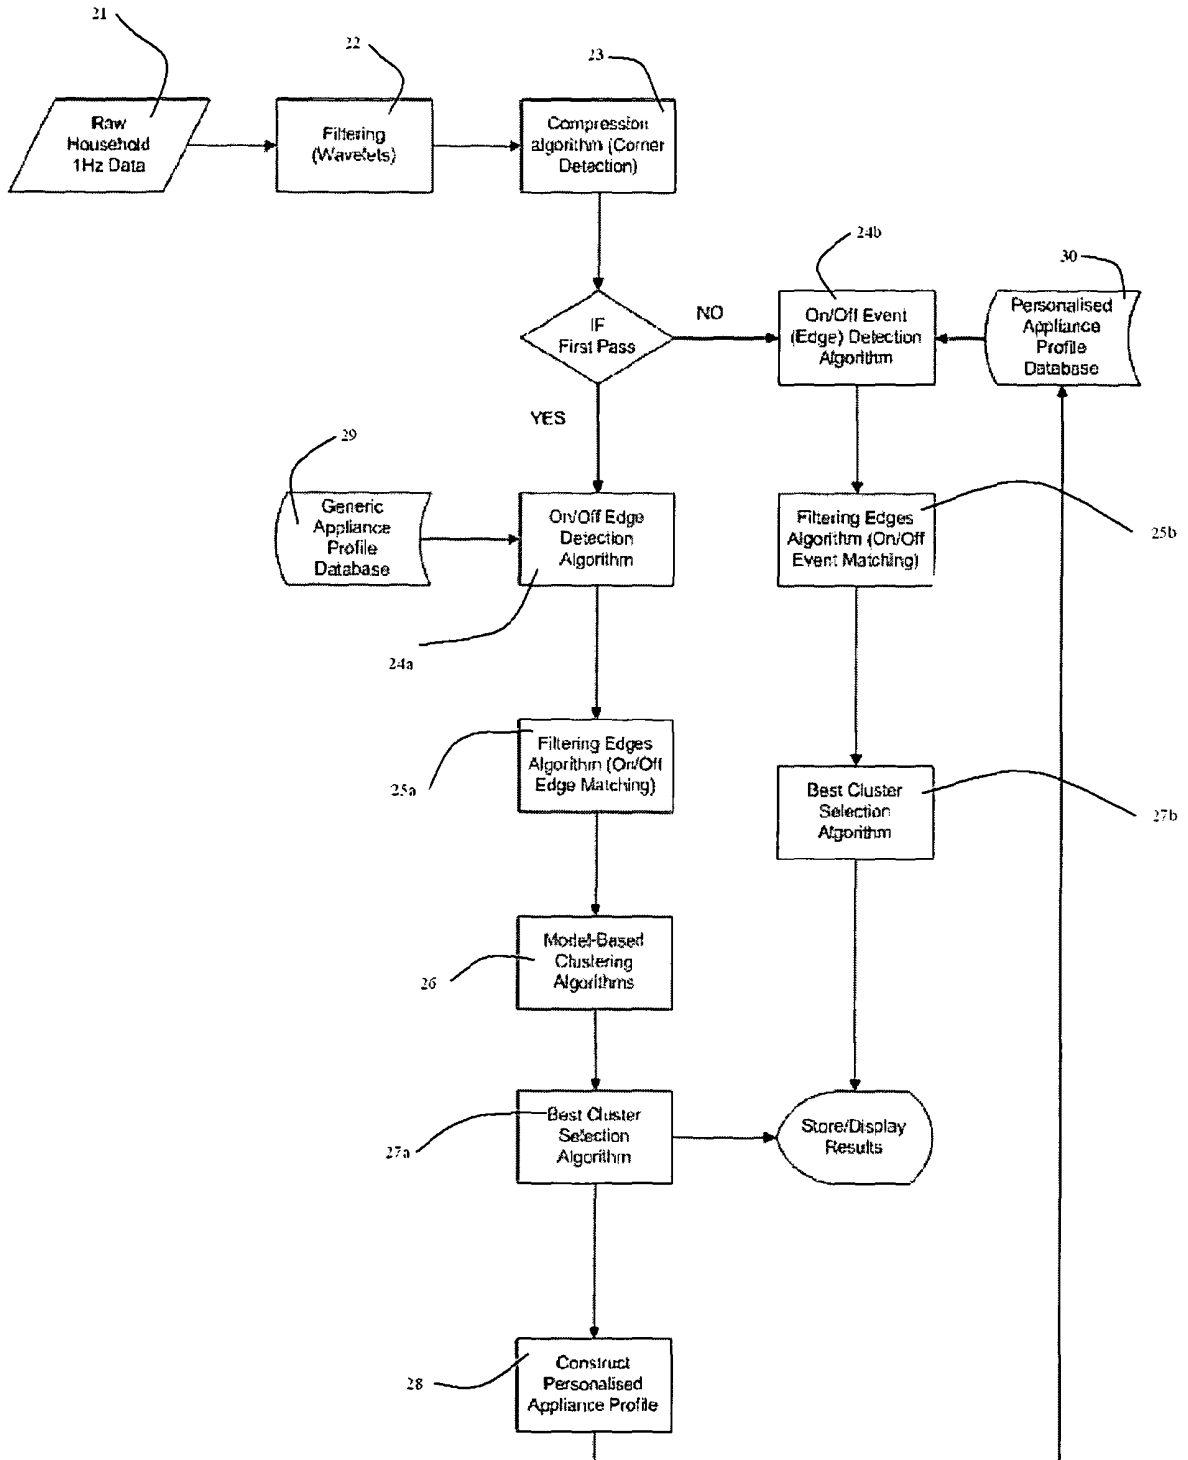 21
22
23
Raw
Household
1Hz Data
Filtering
(Wavelets)
Compression
algorithm (Corner
Detection)
24b
30
IF
First Pass
NO
On/Off Event
(Edge) Detection
Algorithm
Personalised
Appliance
Profile
Database
YES
29
Generic
Appliance
Profile
Database
On/Off Edge
Detection
Algorithm
Filtering Edges
Algorithm (On/Off
Event Matching)
25b
24a
Filtering Edges
Algorithm (On/Off
Edge Matching)
25a
Best Cluster
Selection
Algorithm
27b
Model-Based
Clustering
Algorithms
26
Best Cluster
Selection
Algorithm
27a
Store/Display
Results
Construct
Personalised
Appliance Profile
28